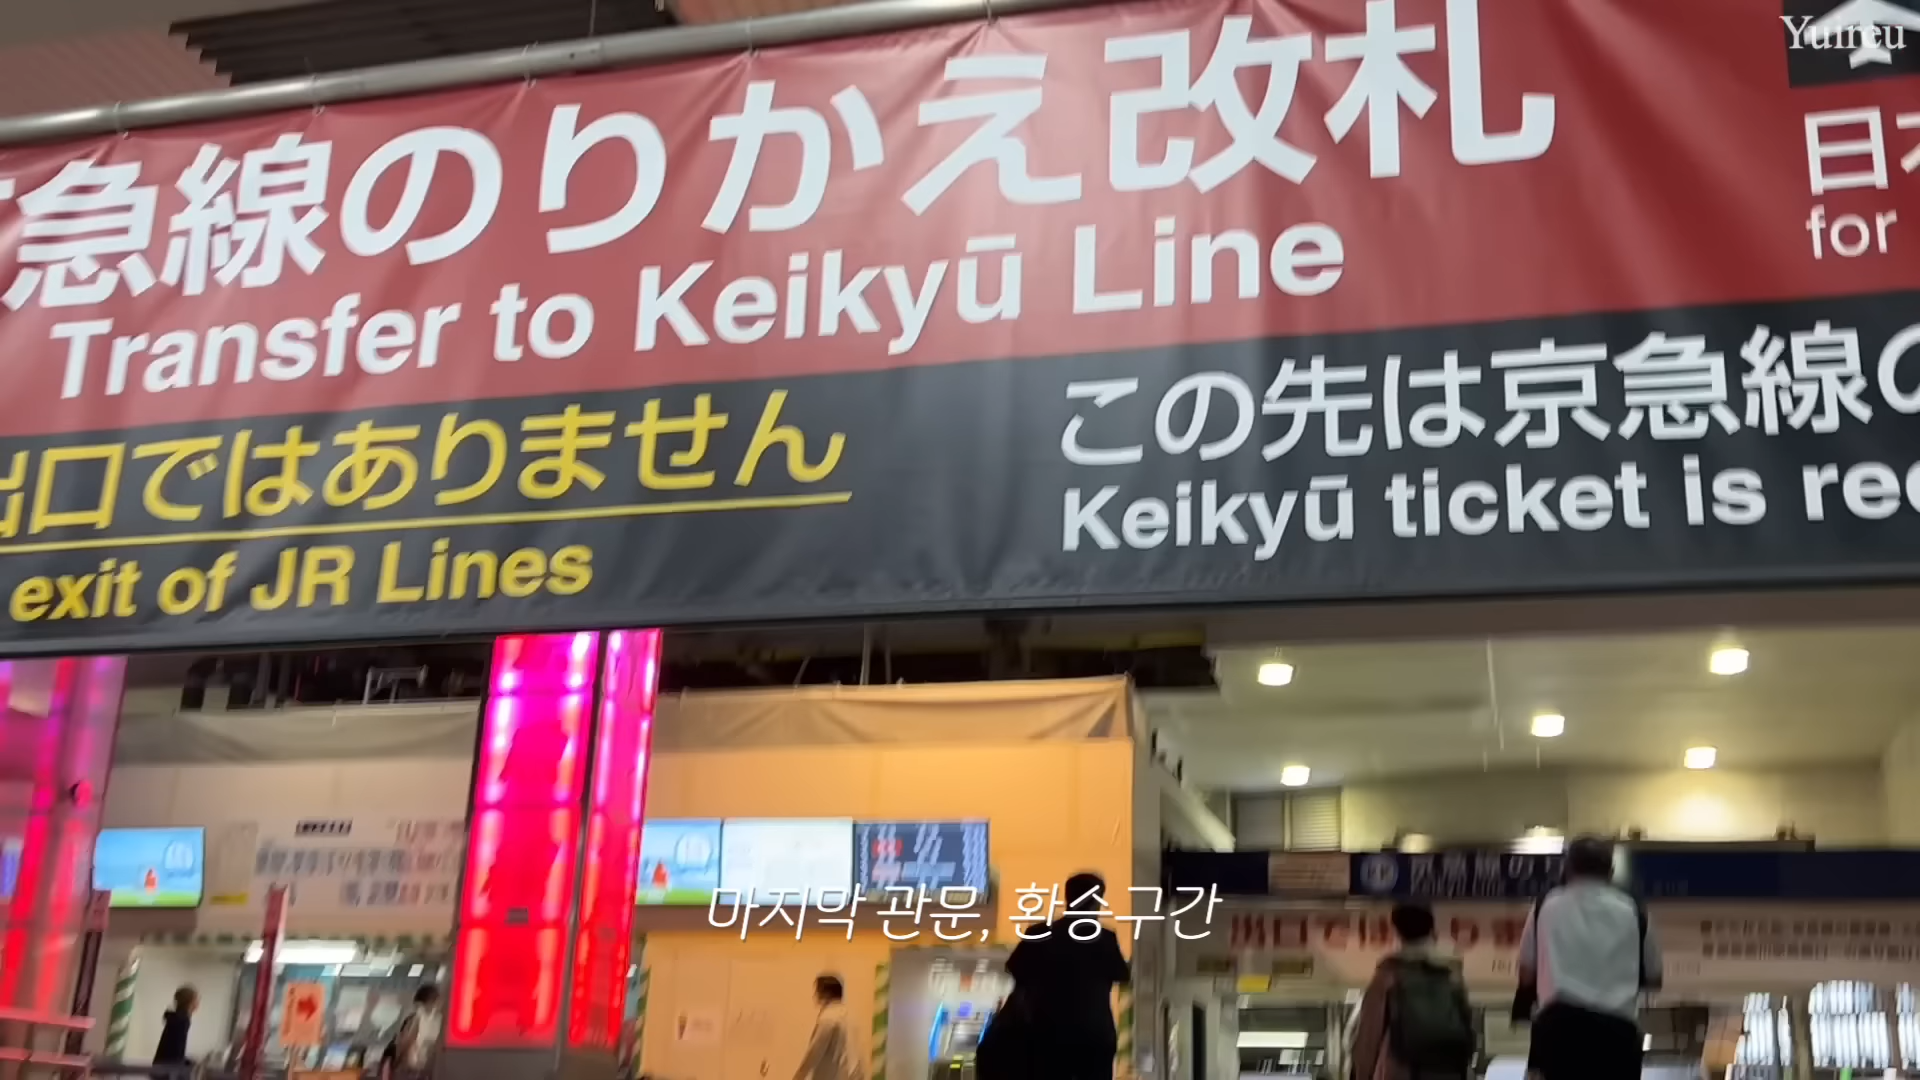 Yuireu
急線のりかえ改札
Transfer to Keikyū Line
日
for
出口ではありません
exit of JR Lines
この先は京急線の
Keikyū ticket is re
마지막 관문, 환승구간